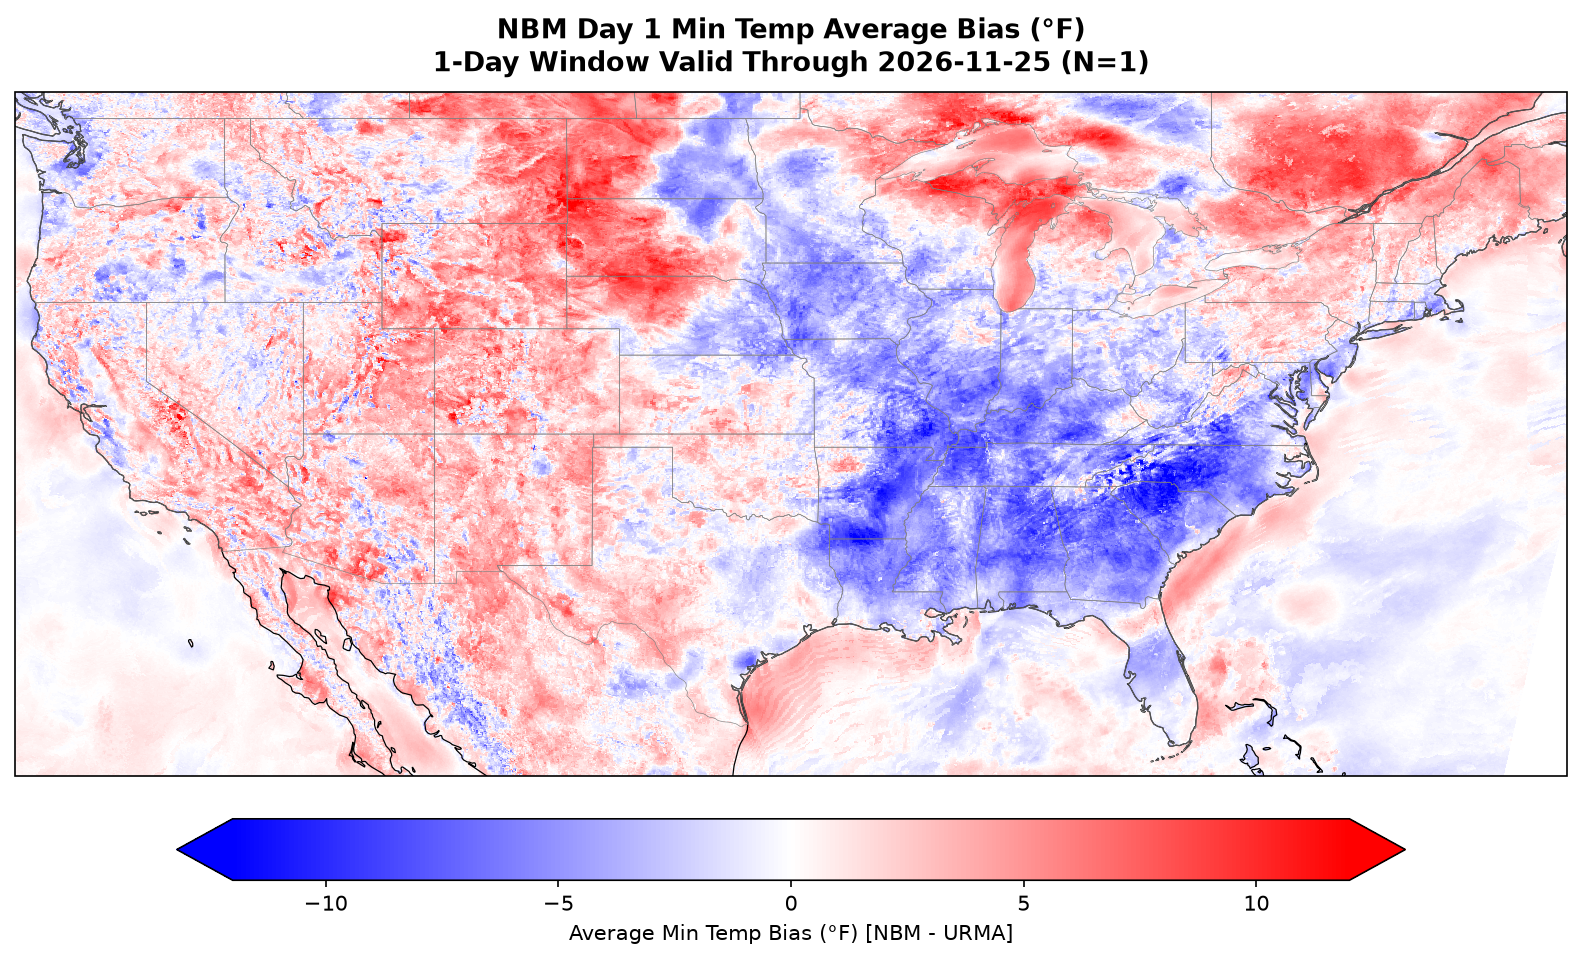 NBM Day 1 Min Temp Average Bias (°F)
1-Day Window Valid Through 2026-11-25 (N=1)
−10 −5 0 5 10
Average Min Temp Bias (°F) [NBM - URMA]